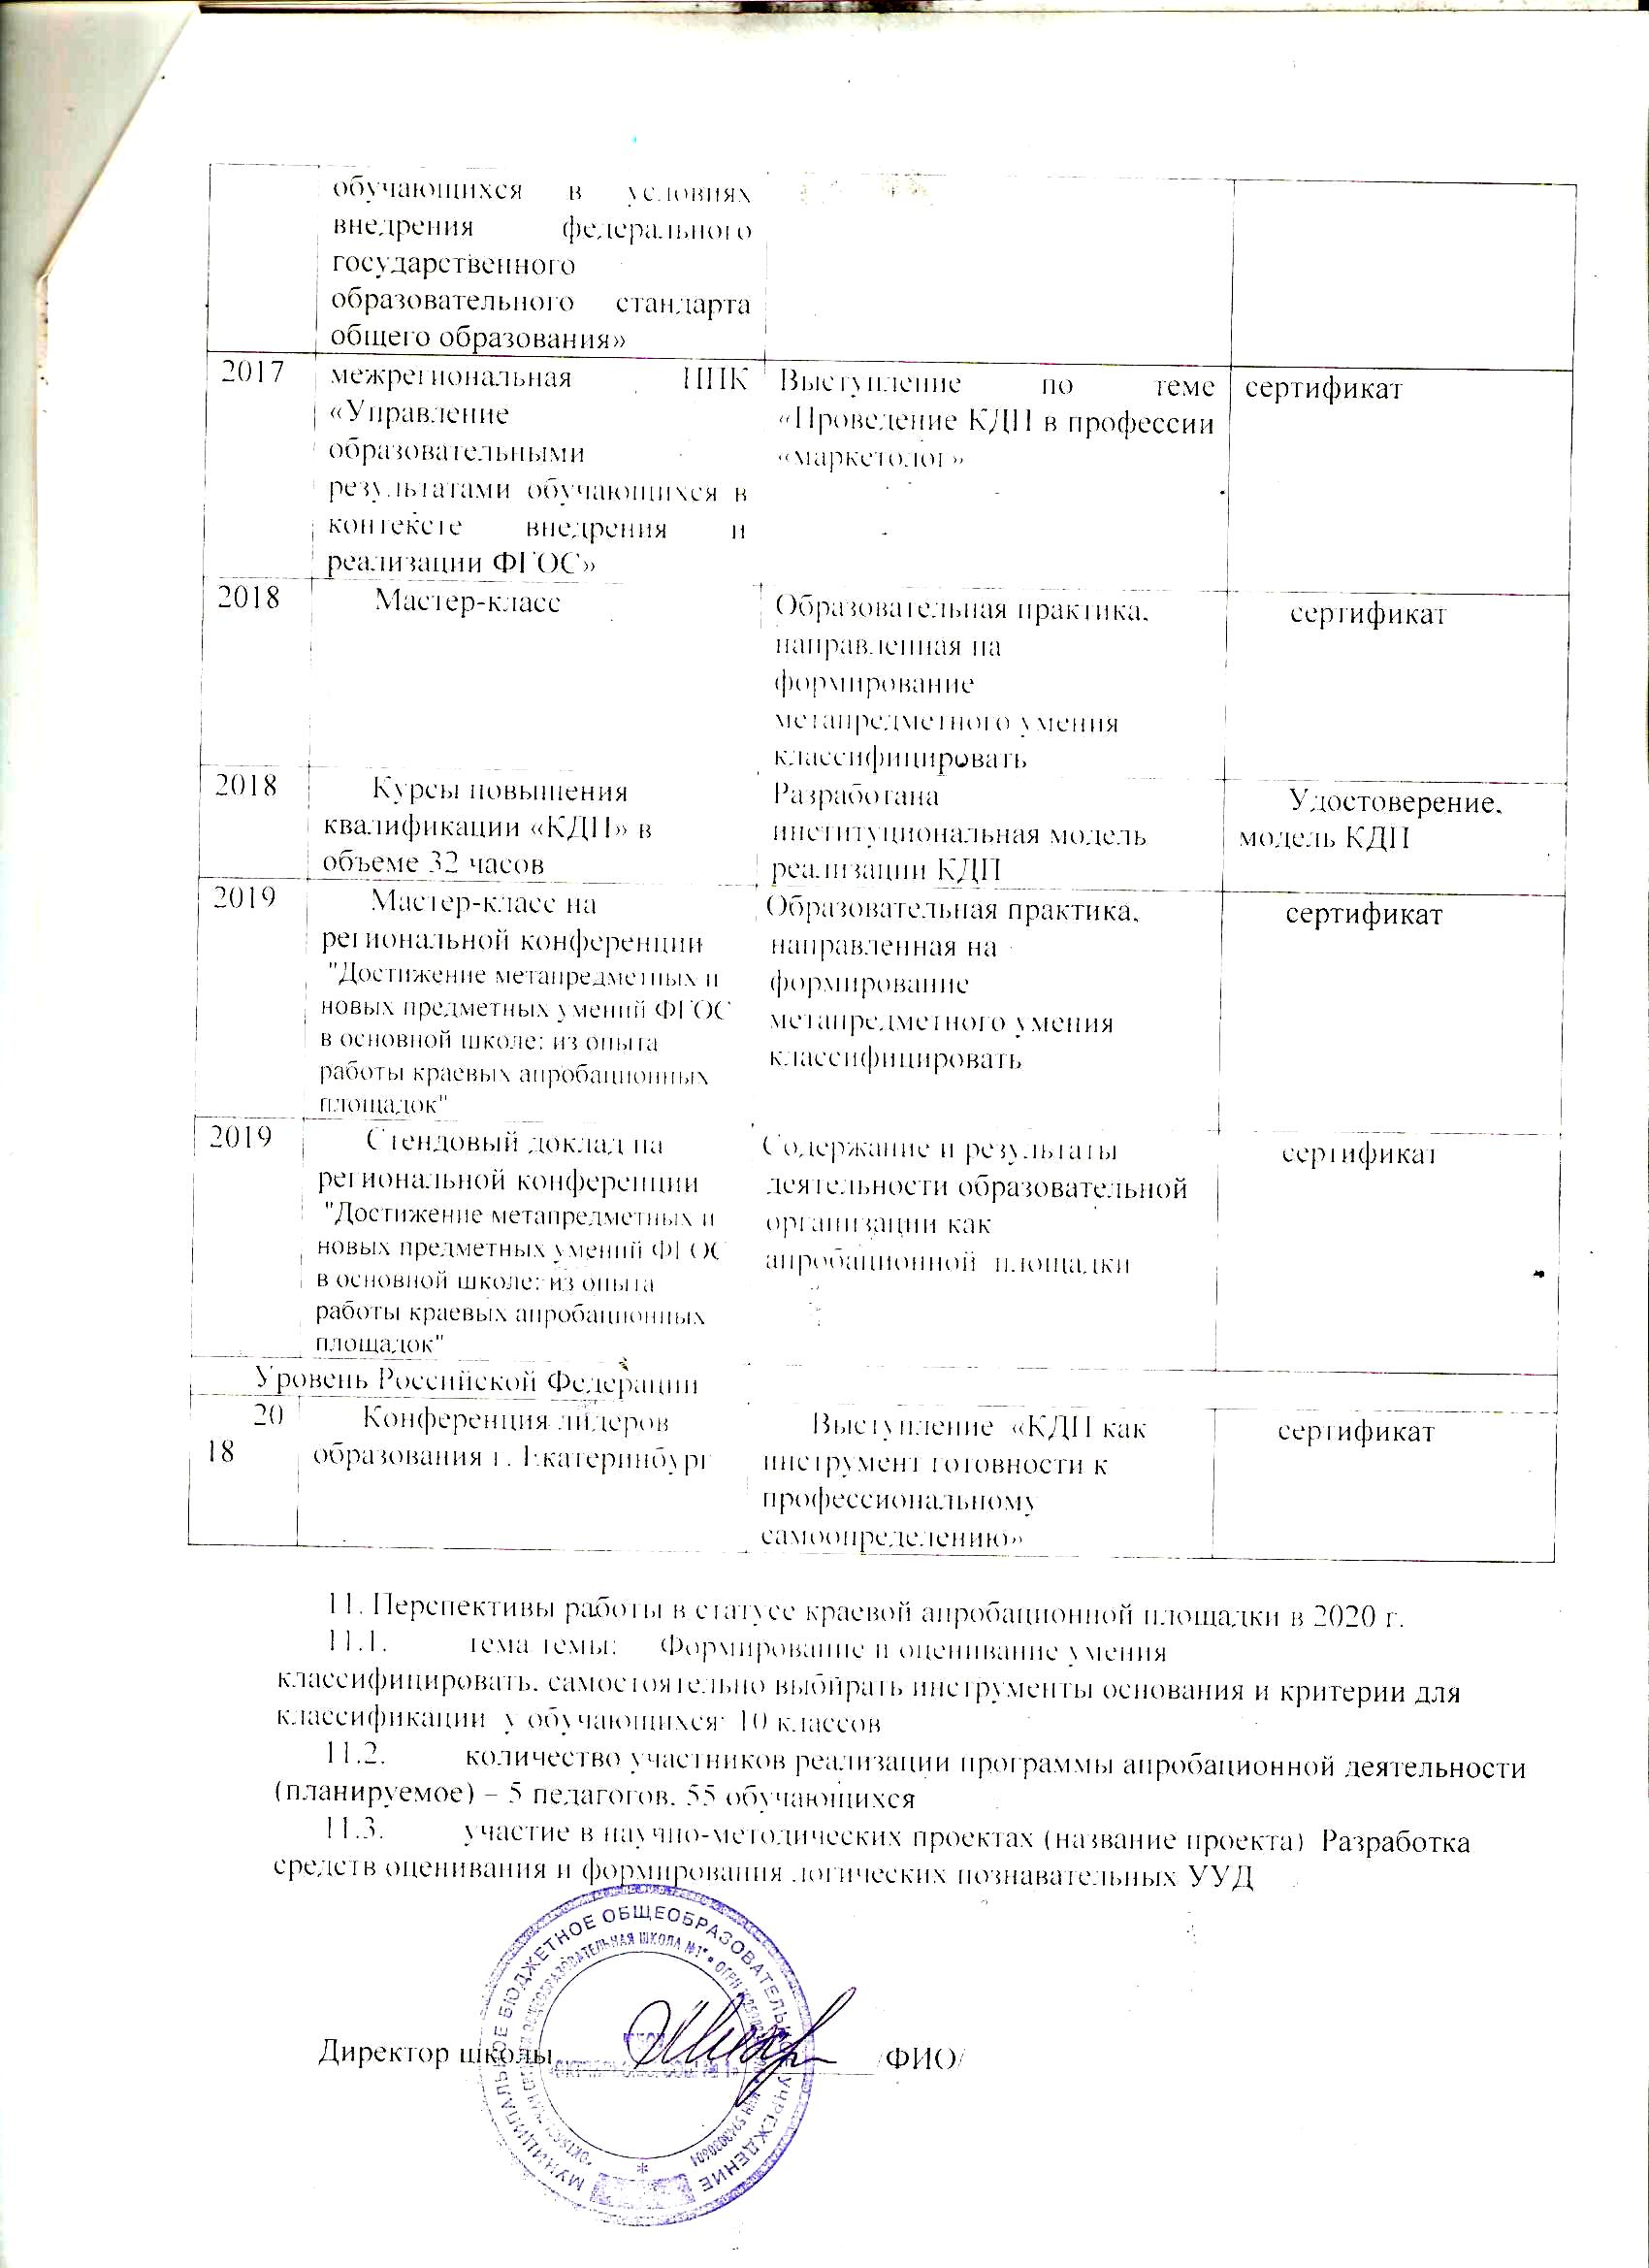 обучающихся в условиях
внедрения федерального
государственного
образовательного стандарта
общего образования»
2017
межрегиональная НПК
«Управление
образовательными
результатами обучающихся в
контексте внедрения и
реализации ФГОС»
Выступление по теме
«Проведение КДП в профессии
«маркетолог»
сертификат
2018
Мастер-класс
Образовательная практика,
направленная на
формирование
метапредметного умения
классифицировать
сертификат
2018
Курсы повышения
квалификации «КДП» в
объеме 32 часов
Разработана
институциональная модель
реализации КДП
Удостоверение,
модель КДП
2019
Мастер-класс на
региональной конференции
"Достижение метапредметных и
новых предметных умений ФГОС
в основной школе: из опыта
работы краевых апробационных
площадок"
Образовательная практика,
направленная на
формирование
метапредметного умения
классифицировать
сертификат
2019
Стендовый доклад на
региональной конференции
"Достижение метапредметных и
новых предметных умений ФГОС
в основной школе: из опыта
работы краевых апробационных
площадок"
Содержание и результаты
деятельности образовательной
организации как
апробационной площадки
сертификат
Уровень Российской Федерации
20
18
Конференция лидеров
образования г. Екатеринбург
Выступление «КДП как
инструмент готовности к
профессиональному
самоопределению»
сертификат
11. Перспективы работы в статусе краевой апробационной площадки в 2020 г.
11.1. тема темы: Формирование и оценивание умения
классифицировать, самостоятельно выбирать инструменты основания и критерии для
классификации у обучающихся 10 классов
11.2. количество участников реализации программы апробационной деятельности
(планируемое) – 5 педагогов, 55 обучающихся
11.3. участие в научно-методических проектах (название проекта) Разработка
средств оценивания и формирования логических познавательных УУД
МУНИЦИПАЛЬНОЕ БЮДЖЕТНОЕ ОБЩЕОБРАЗОВАТЕЛЬНОЕ УЧРЕЖДЕНИЕ
ОБЩЕОБРАЗОВАТЕЛЬНАЯ ШКОЛА №1" * ОГРН
Директор школы /ФИО/